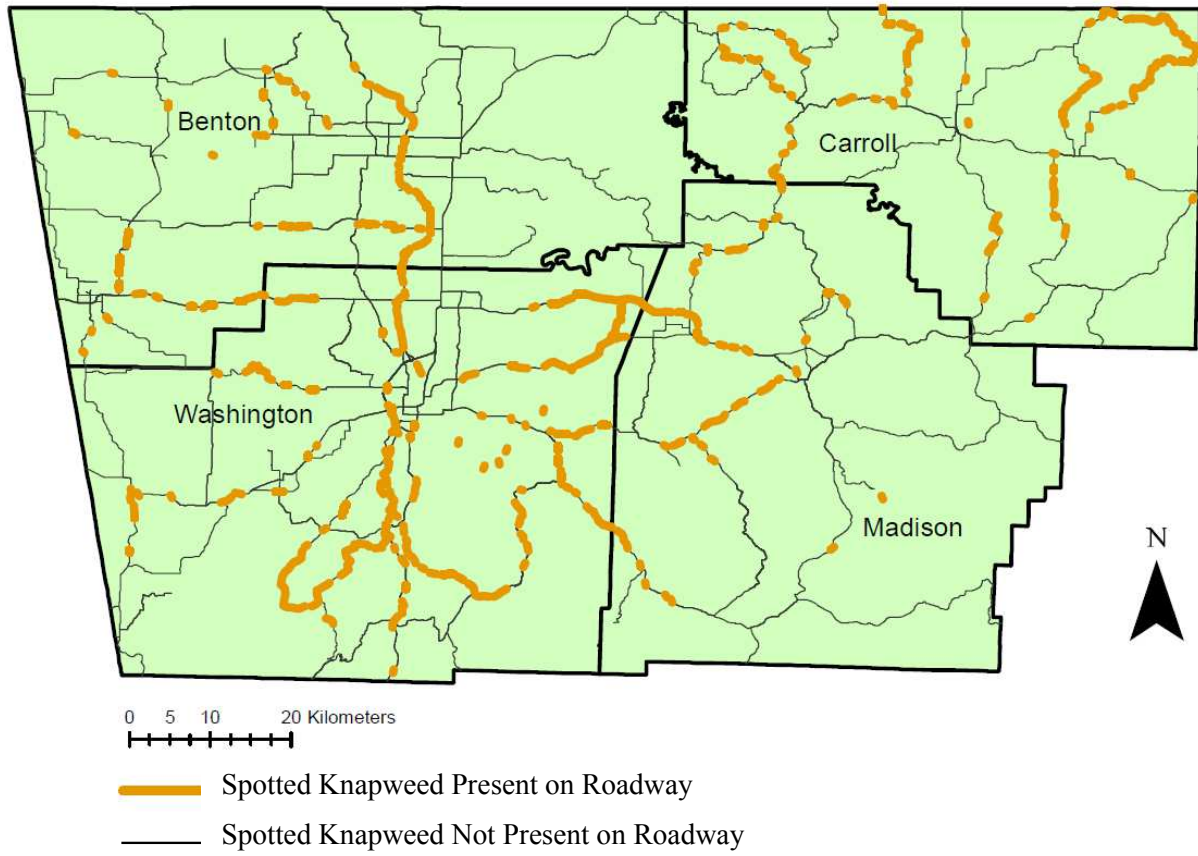 Benton
Carroll
Washington
Madison
N
0 5 10 20 Kilometers
Spotted Knapweed Present on Roadway
Spotted Knapweed Not Present on Roadway